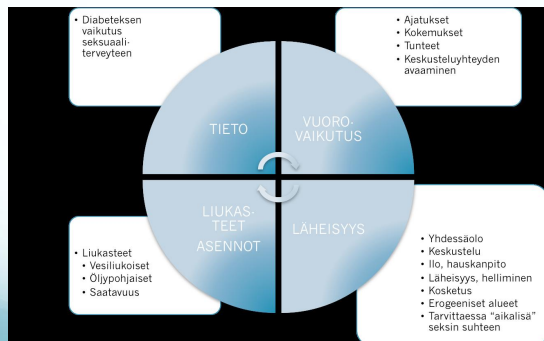 • Diabeteksen
vaikutus
seksuaali-
terveyteen
• Ajatukset
• Kokemukset
• Tunteet
• Keskusteluyhteyden
avaaminen
TIETO
VUORO-
VAIKUTUS
LIUKAS-
TEET
ASENNOT
LÄHEISYYS
• Liukasteet
• Vesiliukoiset
• Öljypohjaiset
• Saatavuus
• Yhdessäolo
• Keskustelu
• Ilo, hauskanpito
• Läheisyys, helliminen
• Kosketus
• Erogeeniset alueet
• Tarvittaessa “aikalisä”
seksin suhteen